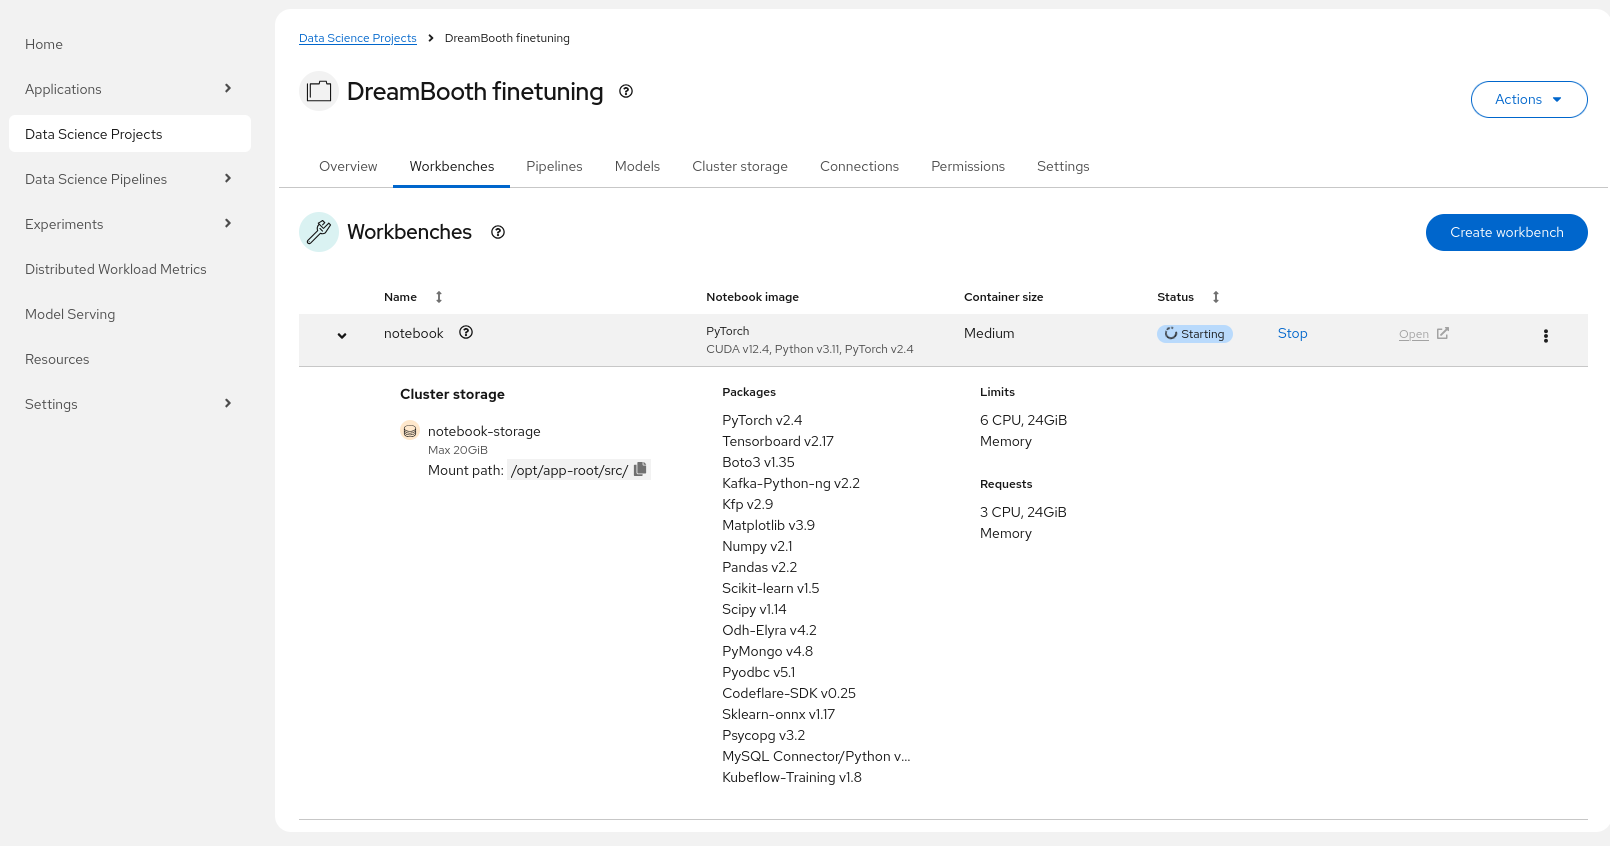 Home
Applications
Data Science Projects
Data Science Pipelines
Experiments
Distributed Workload Metrics
Model Serving
Resources
Settings
Data Science Projects > DreamBooth finetuning
DreamBooth finetuning
Actions
Overview Workbenches Pipelines Models Cluster storage Connections Permissions Settings
Workbenches
Create workbench
Name Notebook image Container size Status
notebook PyTorch Medium Starting Stop Open
CUDA v12.4, Python v3.11, PyTorch v2.4
Cluster storage
notebook-storage
Max 20GiB
Mount path: /opt/app-root/src/
Packages
PyTorch v2.4
Tensorboard v2.17
Boto3 v1.35
Kafka-Python-ng v2.2
Kfp v2.9
Matplotlib v3.9
Numpy v2.1
Pandas v2.2
Scikit-learn v1.5
Scipy v1.14
Odh-Elyra v4.2
PyMongo v4.8
Pyodbc v5.1
Codeflare-SDK v0.25
Sklearn-onnx v1.17
Psycopg v3.2
MySQL Connector/Python v...
Kubeflow-Training v1.8
Limits
6 CPU, 24GiB
Memory
Requests
3 CPU, 24GiB
Memory